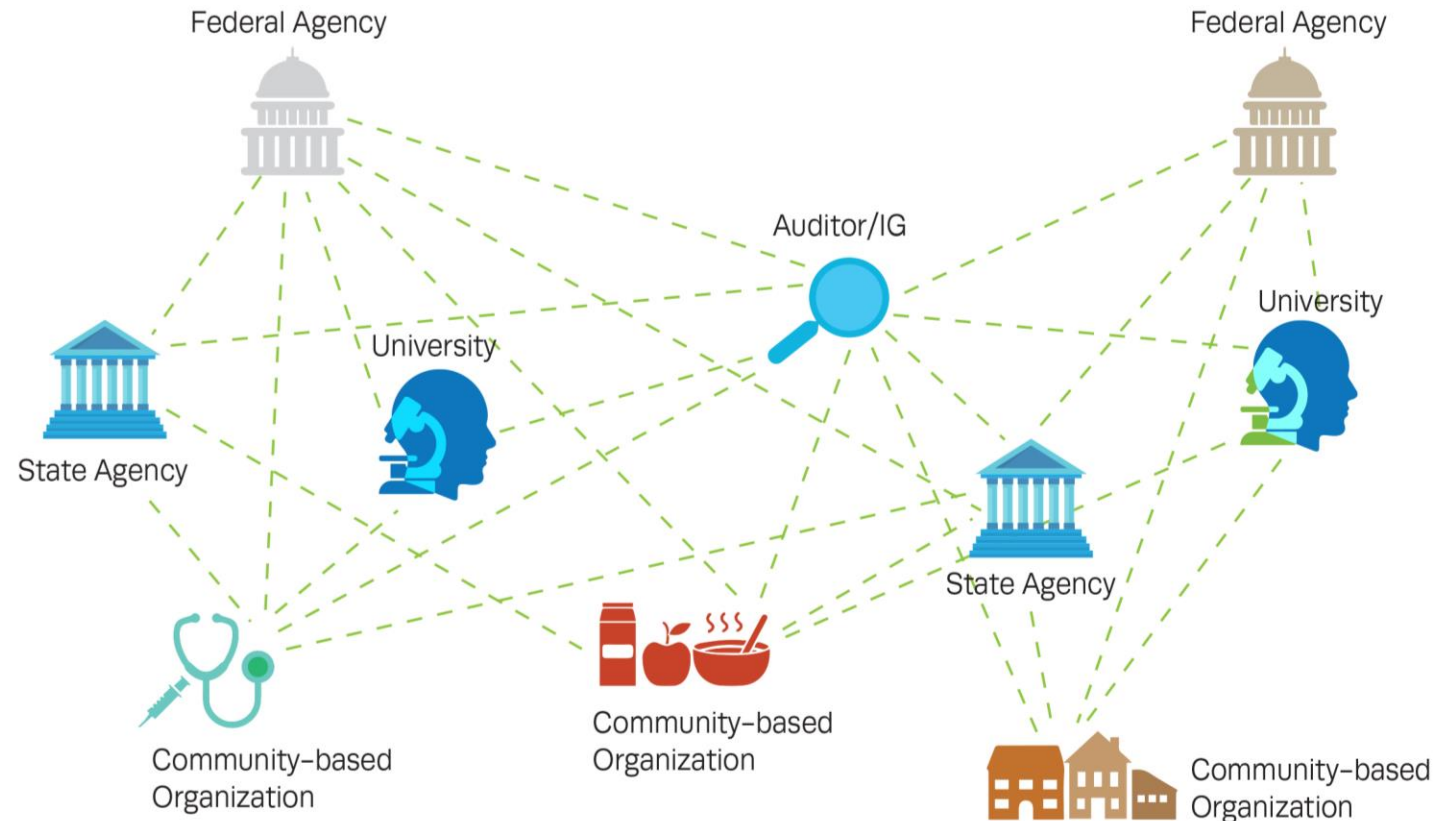 Federal Agency
Federal Agency
Auditor/IG
University
University
State Agency
State Agency
Community-based
Organization
Community-based
Organization
Community-based
Organization